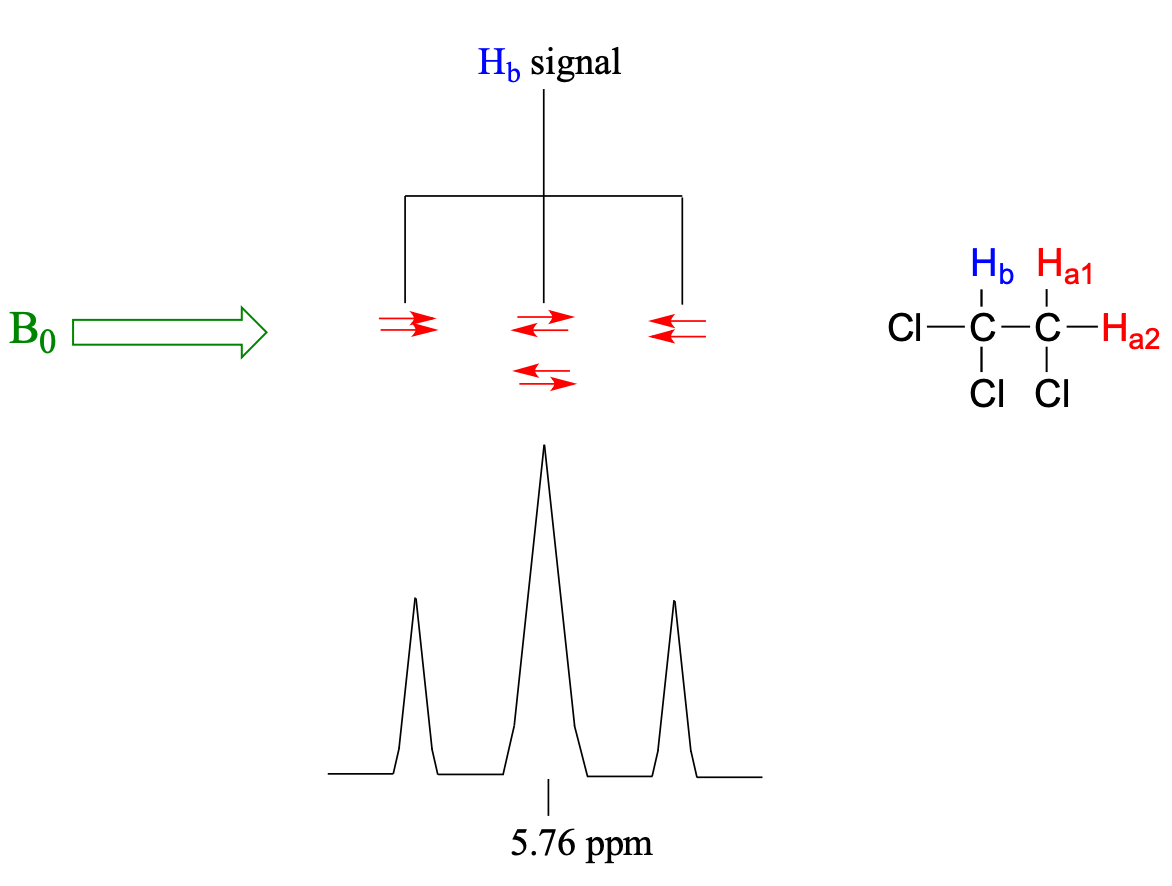 Hb signal
B0
Hb Ha1
Cl C C Ha2
Cl Cl
5.76 ppm